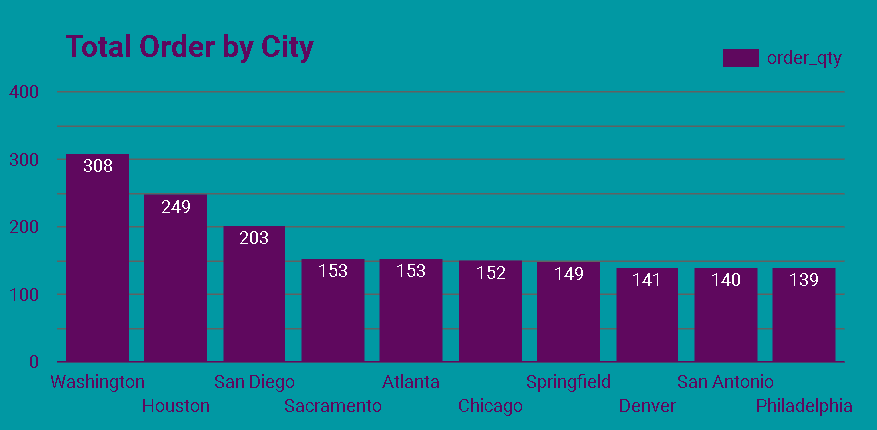 Total Order by City
order_qty
400
300
200
100
0
308
249
203
153
153
152
149
141
140
139
Washington
Houston
San Diego
Sacramento
Atlanta
Chicago
Springfield
Denver
San Antonio
Philadelphia